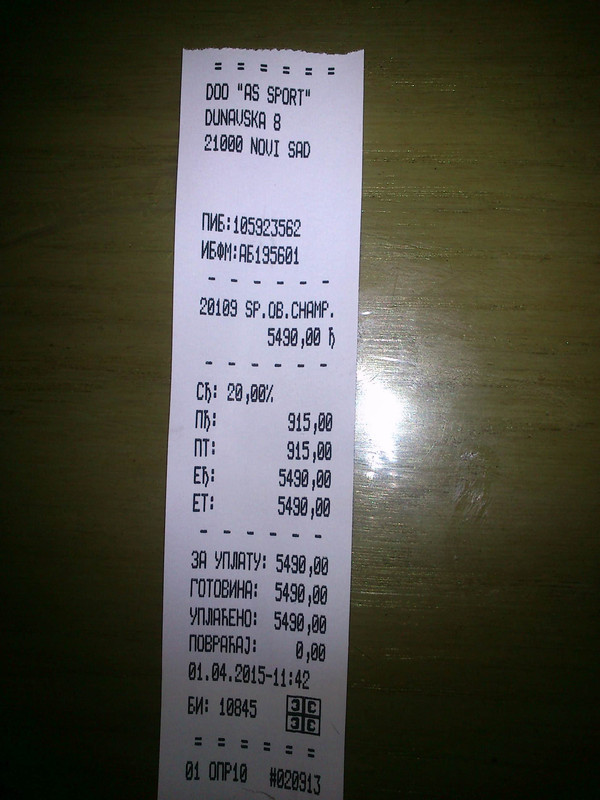 = = = = = =
DOO "AS SPORT"
DUNAVSKA 8
21000 NOVI SAD
ПИБ:105923562
ИБФМ:АБ195601
- - - - - -
20109 SP.OB.CHAMP.
5490,00 Ђ
- - - - - -
СЂ: 20,00%
ПЂ: 915,00
ПТ: 915,00
ЕЂ: 5490,00
ЕТ: 5490,00
- - - - - -
ЗА УПЛАТУ: 5490,00
ГОТОВИНА: 5490,00
УПЛАЋЕНО: 5490,00
ПОВРАЋАЈ: 0,00
01.04.2015-11:42
БИ: 10845
= = = = = =
01 ОПР10 #020913